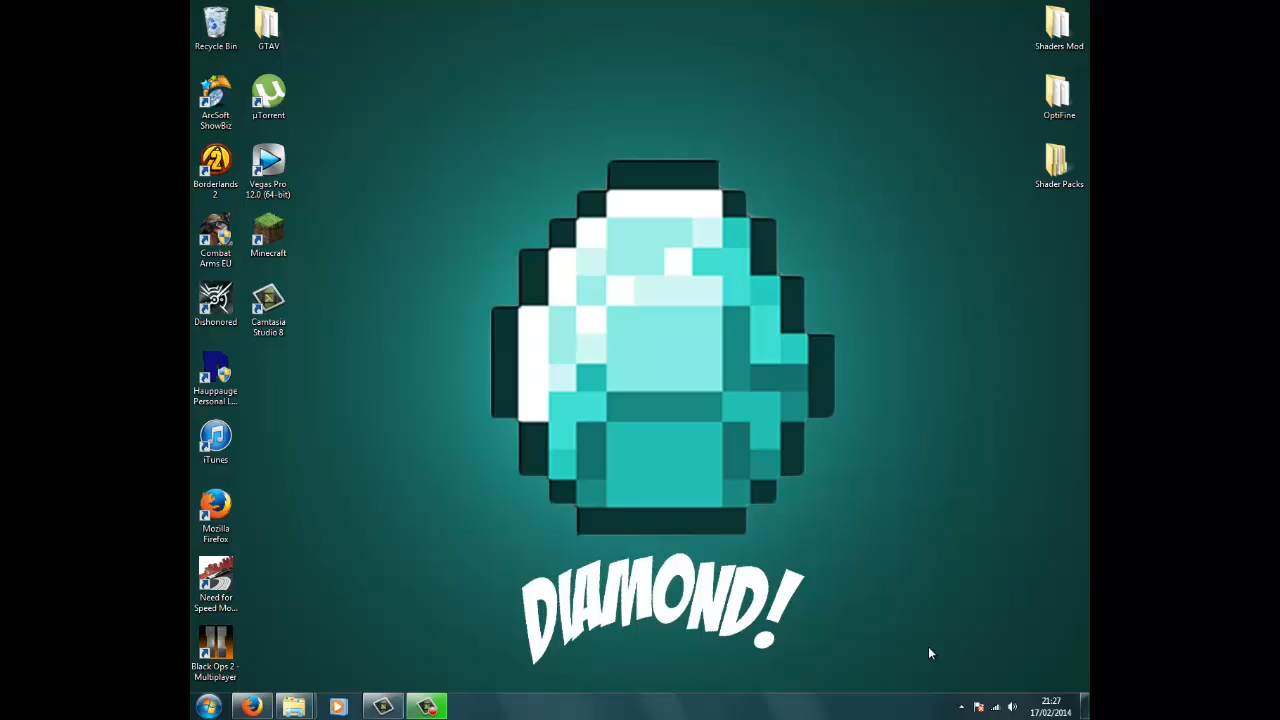 Recycle Bin
GTAV
ArcSoft
ShowBiz
µTorrent
Borderlands
2
Vegas Pro
12.0 (64-bit)
Combat
Arms EU
Minecraft
Dishonored
Camtasia
Studio 8
Hauppauge
Personal L...
iTunes
Mozilla
Firefox
Need for
Speed Mo...
Black Ops 2 -
Multiplayer
Shaders Mod
OptiFine
Shader Packs
DIAMOND!
21:27
17/02/2014